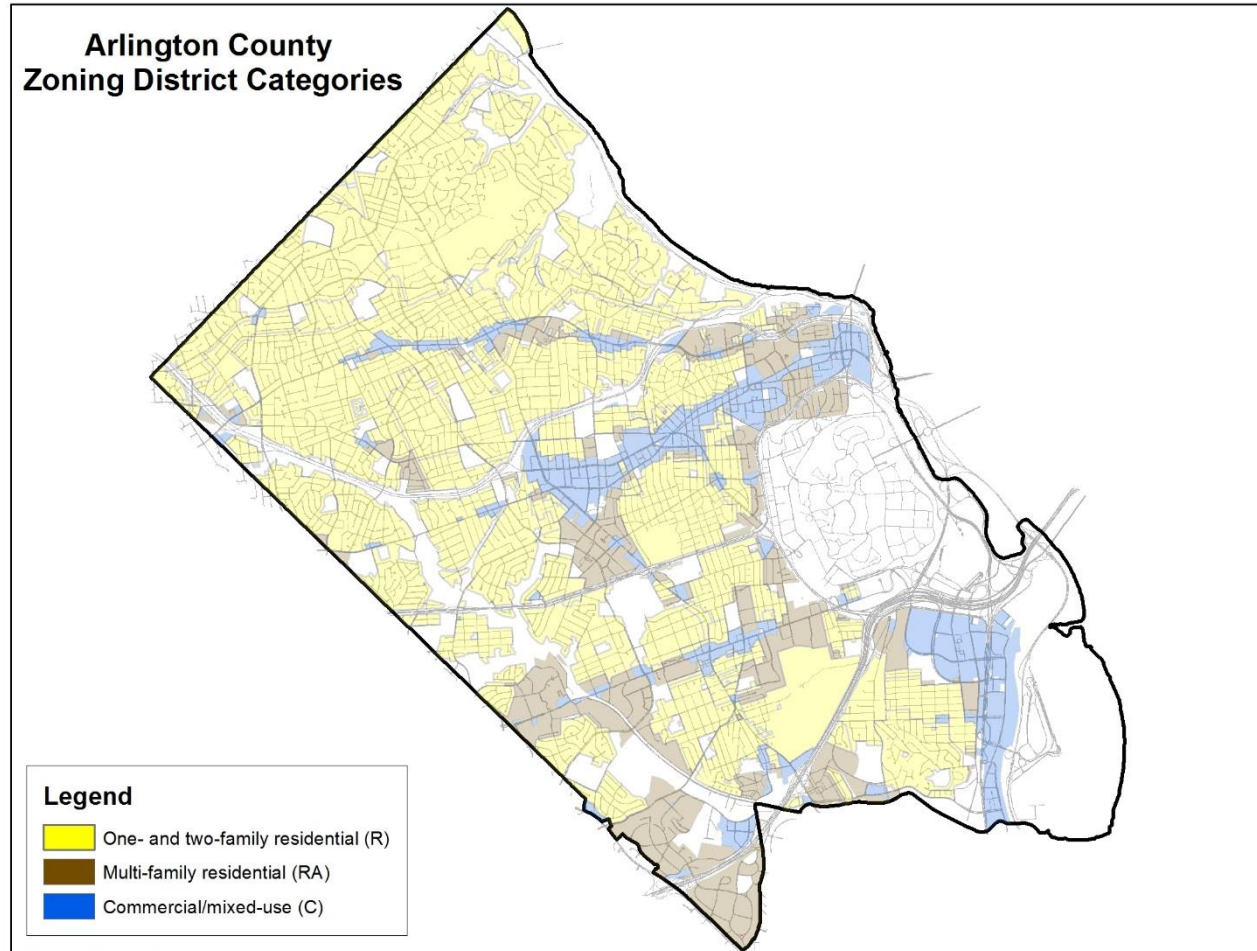 Arlington County
Zoning District Categories
Legend
One- and two-family residential (R)
Multi-family residential (RA)
Commercial/mixed-use (C)